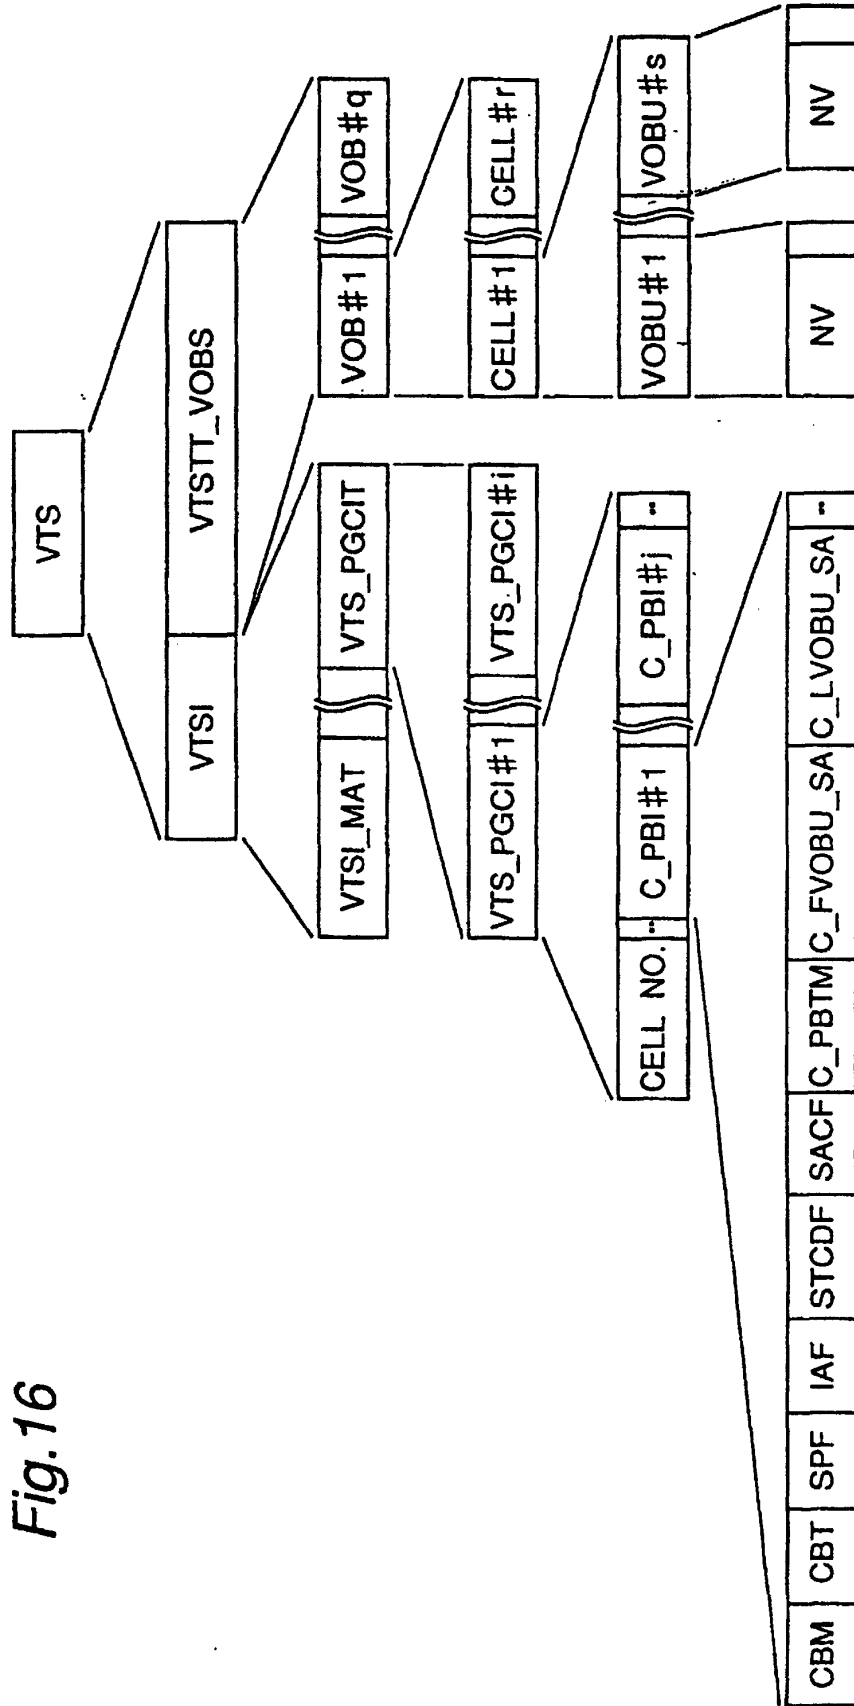 Fig.16
VTS
VTSI VTSTT_VOBS
VTSI_MAT VTS_PGCIT VOB#1 VOB#q
VTS_PGCI#1 VTS_PGCI#i CELL#1 CELL#r
CELL NO. -- C_PBI#1 C_PBI#j -- VOBU#1 VOBU#s
CBM CBT SPF IAF STCDF SACF C_PBTM C_FVOBU_SA C_LVOBU_SA -- NV NV